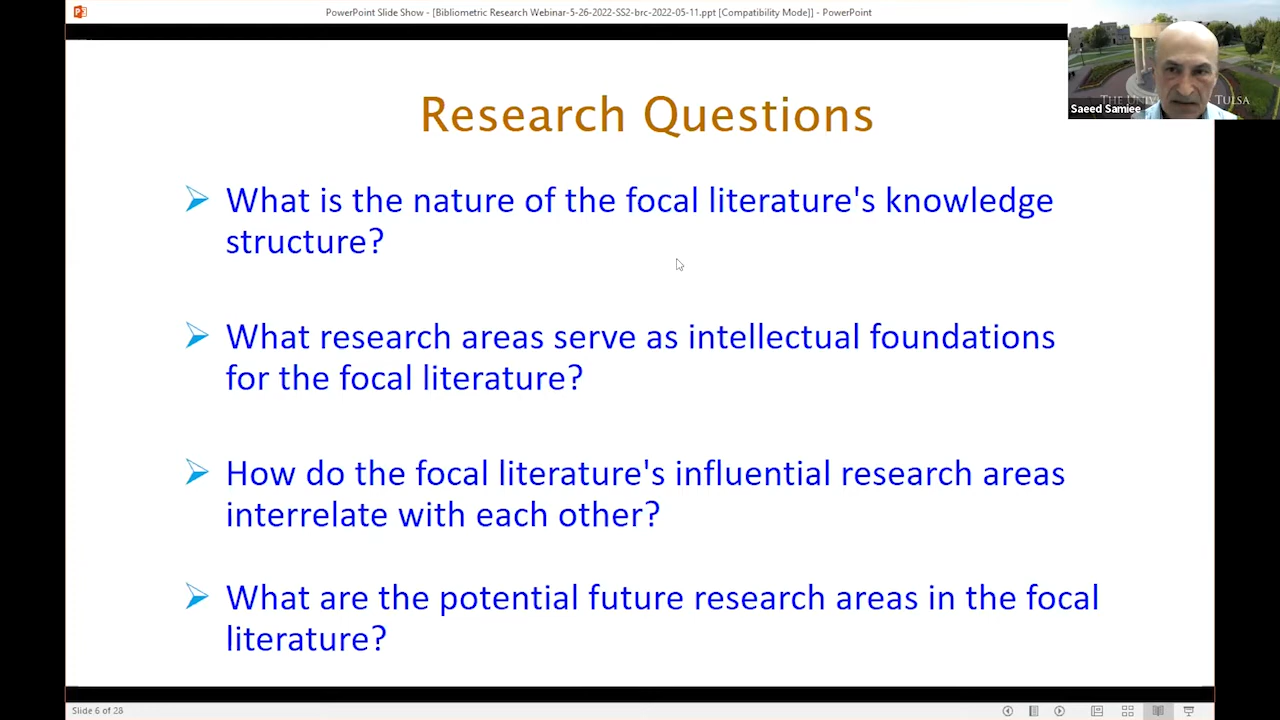 PowerPoint Slide Show - [Bibliometric Research Webinar-5-26-2022-SS2-brc-2022-05-11.ppt [Compatibility Mode]] - PowerPoint
Saeed Samiee
THE UNIV TULSA
Research Questions
What is the nature of the focal literature's knowledge
structure?
What research areas serve as intellectual foundations
for the focal literature?
How do the focal literature's influential research areas
interrelate with each other?
What are the potential future research areas in the focal
literature?
Slide 6 of 28